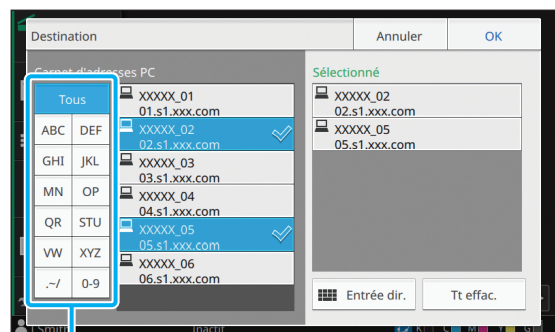 Destination
Annuler
OK
Carnet d'adresses PC
Sélectionné
Tous
ABC
DEF
GHI
JKL
MN
OP
QR
STU
VW
XYZ
.~/
0-9
XXXXX_01
01.s1.xxx.com
XXXXX_02
02.s1.xxx.com
XXXXX_03
03.s1.xxx.com
XXXXX_04
04.s1.xxx.com
XXXXX_05
05.s1.xxx.com
XXXXX_06
06.s1.xxx.com
XXXXX_02
02.s1.xxx.com
XXXXX_05
05.s1.xxx.com
Entrée dir.
Tt effac.
Smith
Inactif
K
C
M
Y